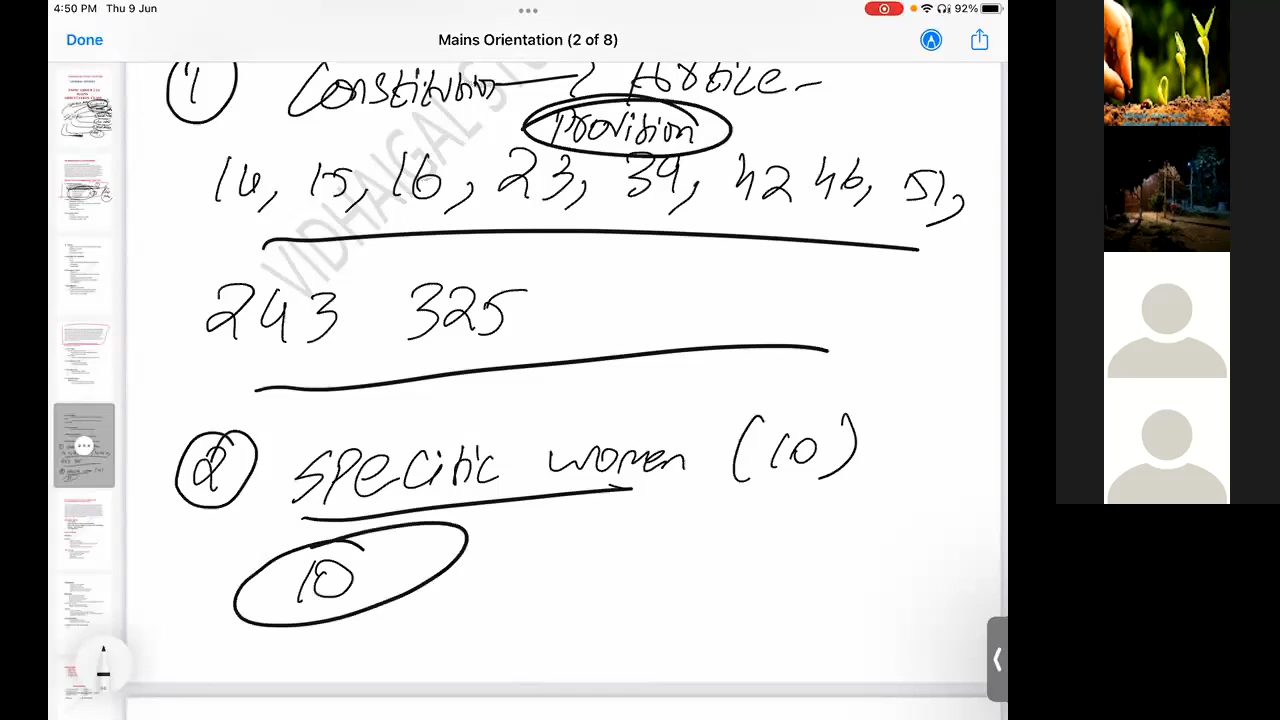 4:50 PM Thu 9 Jun
92%
Done
Mains Orientation (2 of 8)
1 Constitution
Provision
14, 15, 16, 23, 39, 42 46, 51,
243 325
2 specific women (10)
10